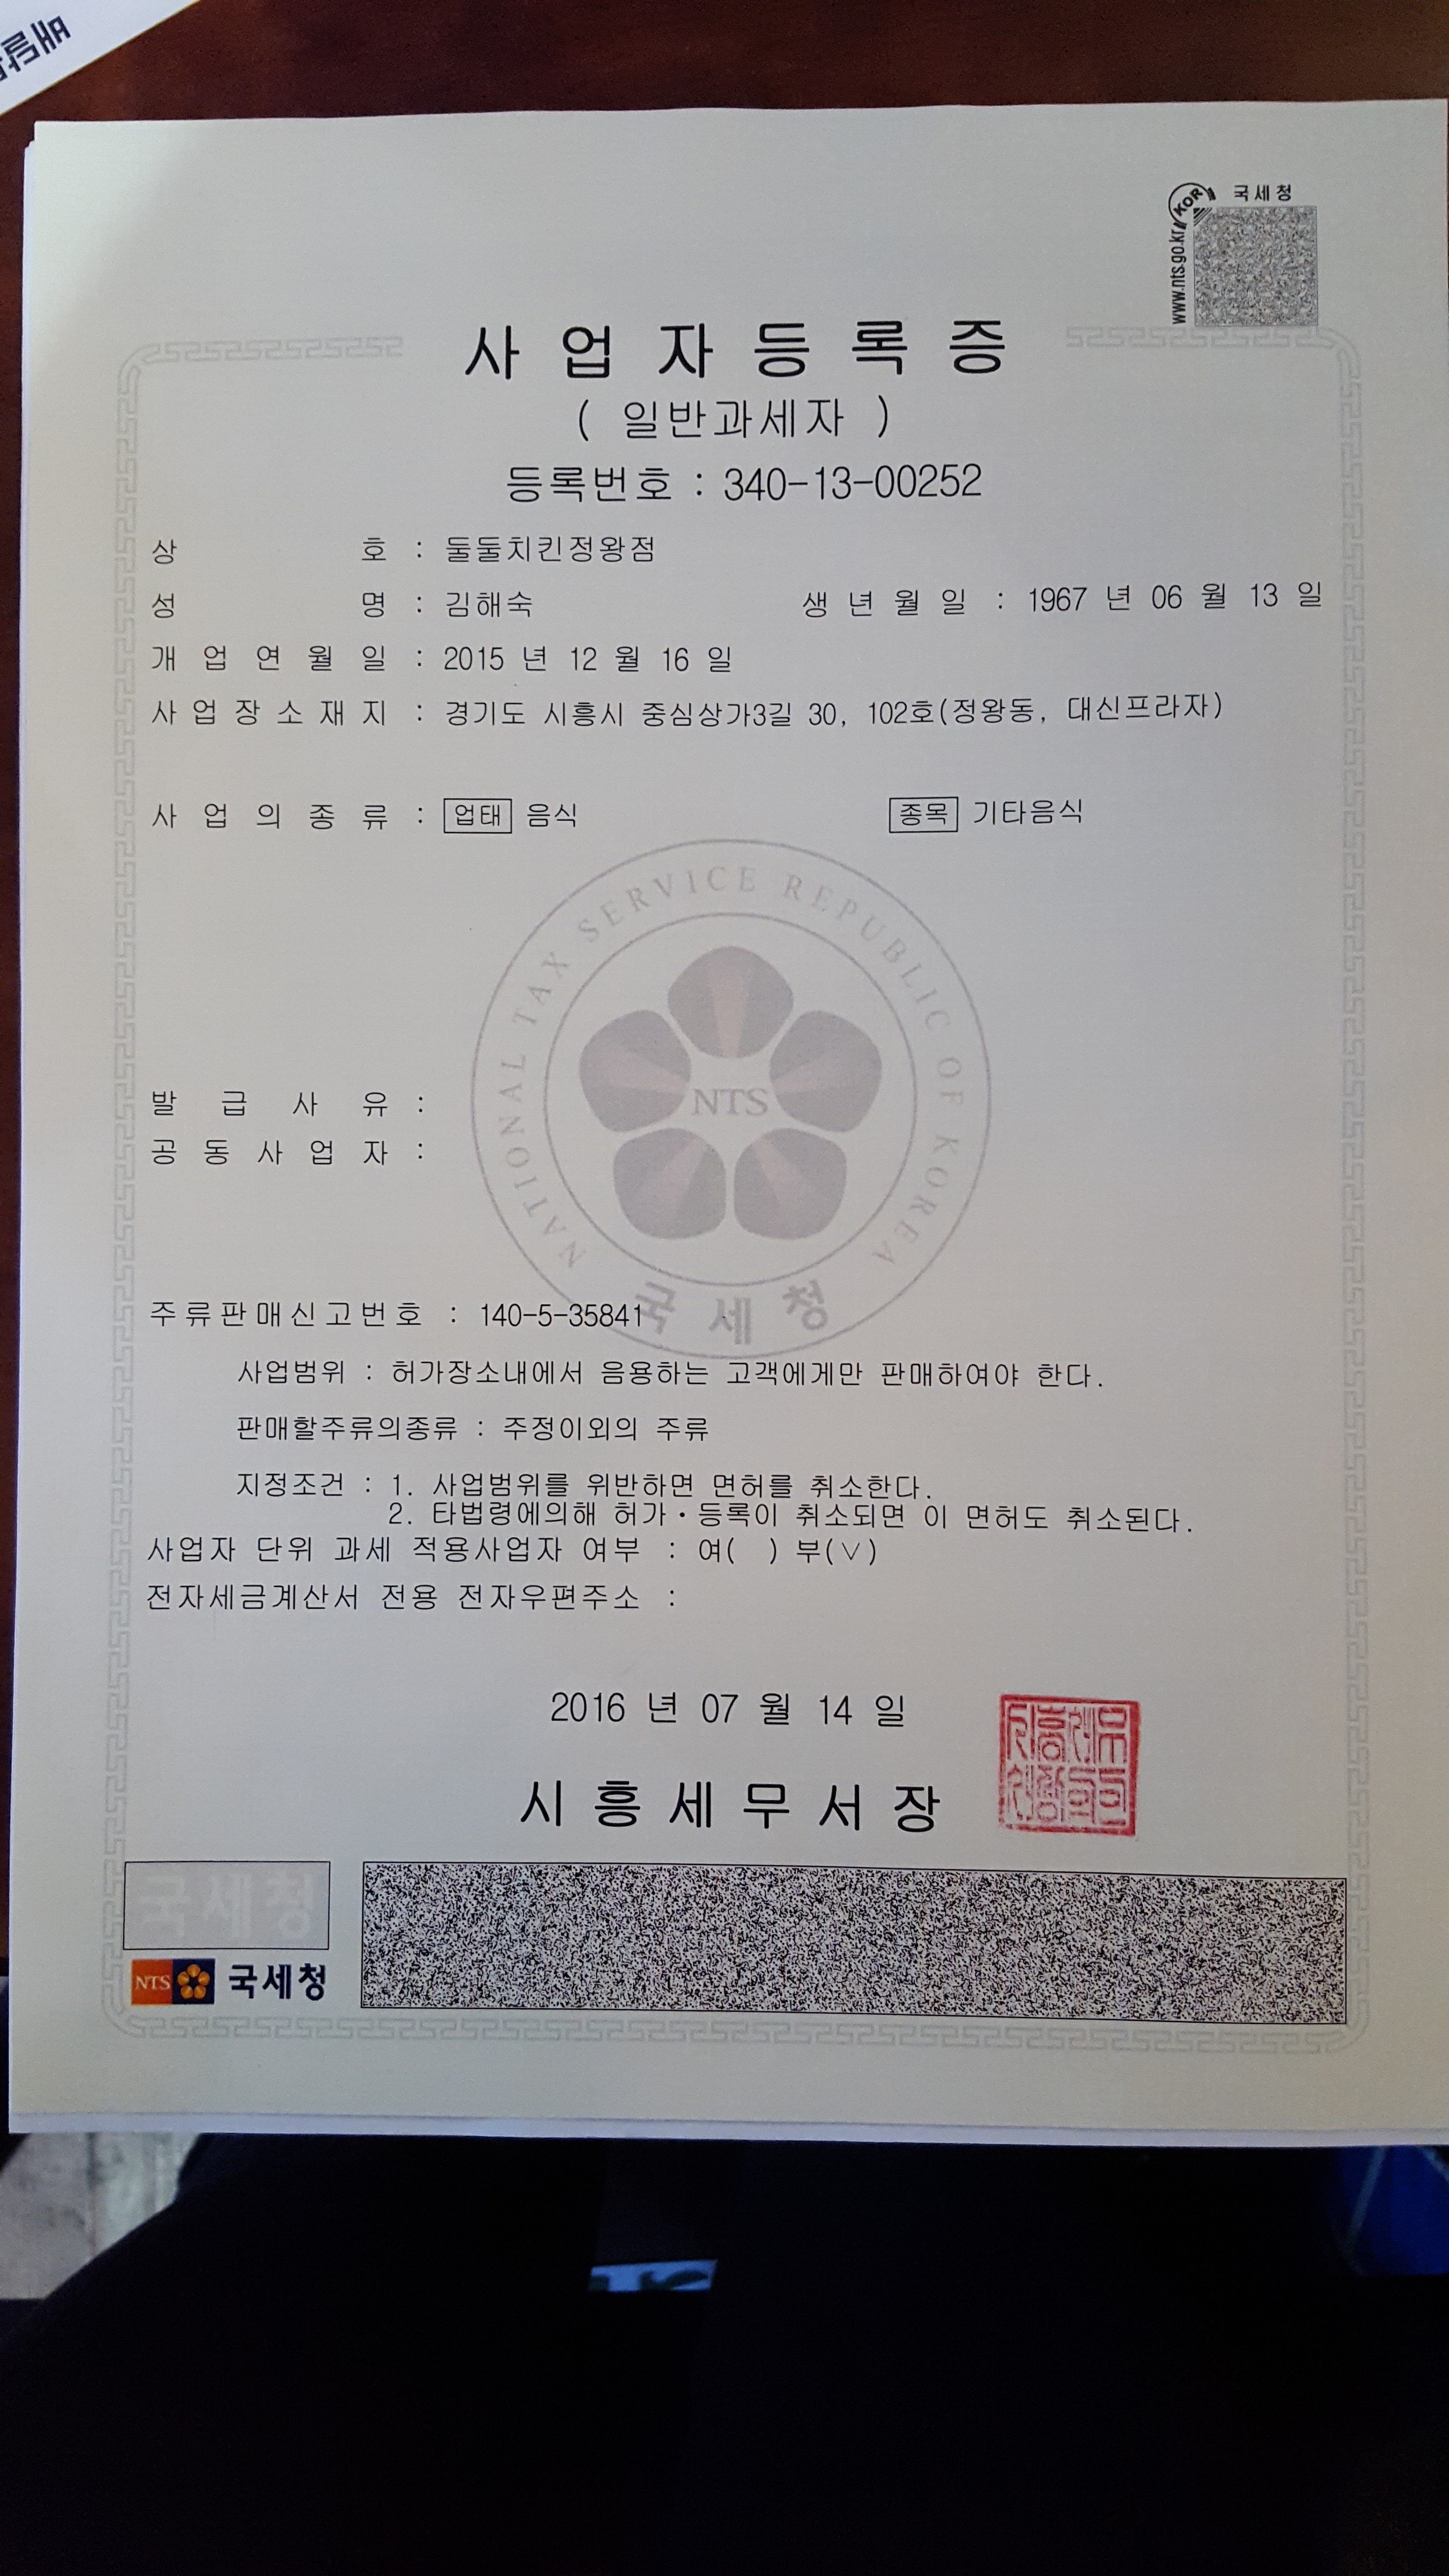 국세청
KOR
www.nts.go.kr
사업자등록증
( 일반과세자 )
등록번호 : 340-13-00252
상 호 : 둘둘치킨정왕점
성 명 : 김해숙 생 년 월 일 : 1967 년 06 월 13 일
개 업 연 월 일 : 2015 년 12 월 16 일
사 업 장 소 재 지 : 경기도 시흥시 중심상가3길 30, 102호(정왕동, 대신프라자)
사 업 의 종 류 : 업태 음식 종목 기타음식
NATIONAL TAX SERVICE REPUBLIC OF KOREA
NTS
국세청
발 급 사 유 :
공 동 사 업 자 :
주류판매신고번호 : 140-5-35841
사업범위 : 허가장소내에서 음용하는 고객에게만 판매하여야 한다.
판매할주류의종류 : 주정이외의 주류
지정조건 : 1. 사업범위를 위반하면 면허를 취소한다.
2. 타법령에의해 허가·등록이 취소되면 이 면허도 취소된다.
사업자 단위 과세 적용사업자 여부 : 여( ) 부(∨)
전자세금계산서 전용 전자우편주소 :
2016 년 07 월 14 일
시흥세무서장
국세청
NTS 국세청